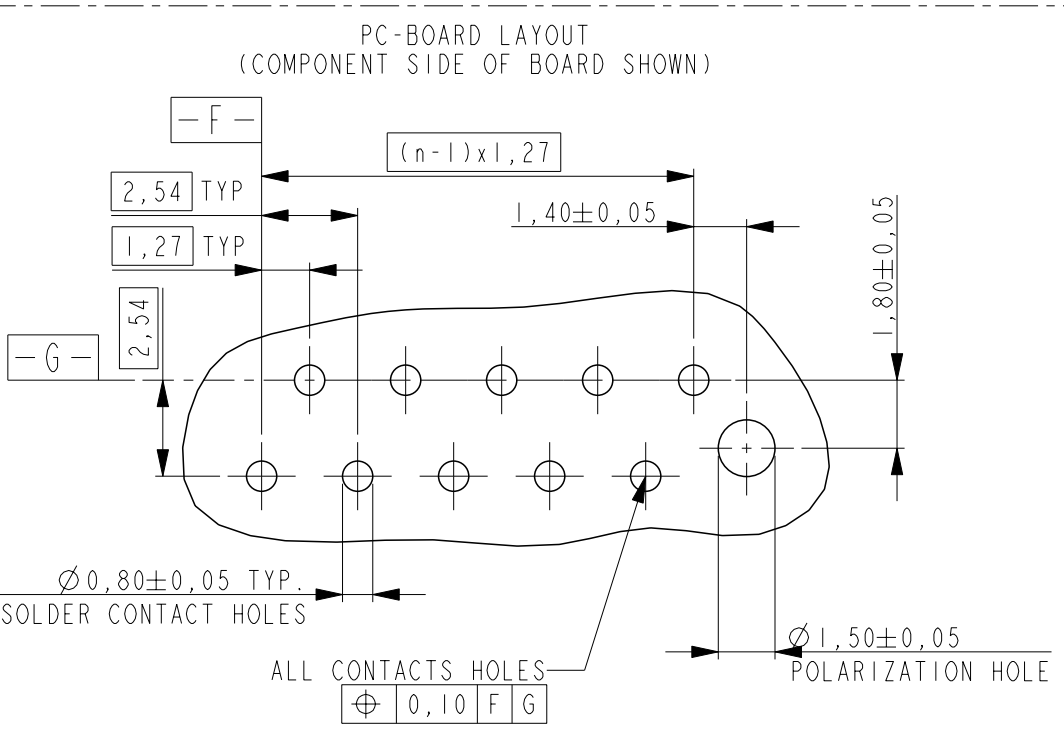 PC-BOARD LAYOUT
(COMPONENT SIDE OF BOARD SHOWN)
-F-
(n-1)x1,27
2,54 TYP
1,40±0,05
1,27 TYP
1,80±0,05
2,54
-G-
Ø0,80±0,05 TYP.
SOLDER CONTACT HOLES
Ø1,50±0,05
POLARIZATION HOLE
ALL CONTACTS HOLES
⌖ 0,10 F G